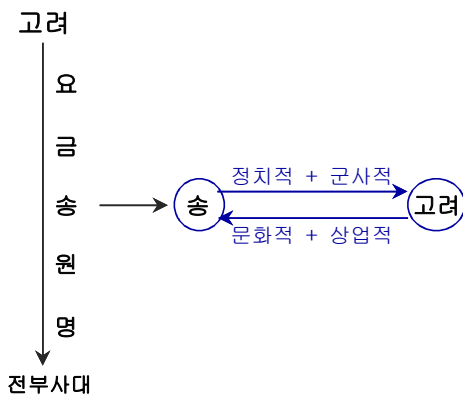 고려
요
금
송
원
명
전부사대
송
정치적 + 군사적
문화적 + 상업적
고려